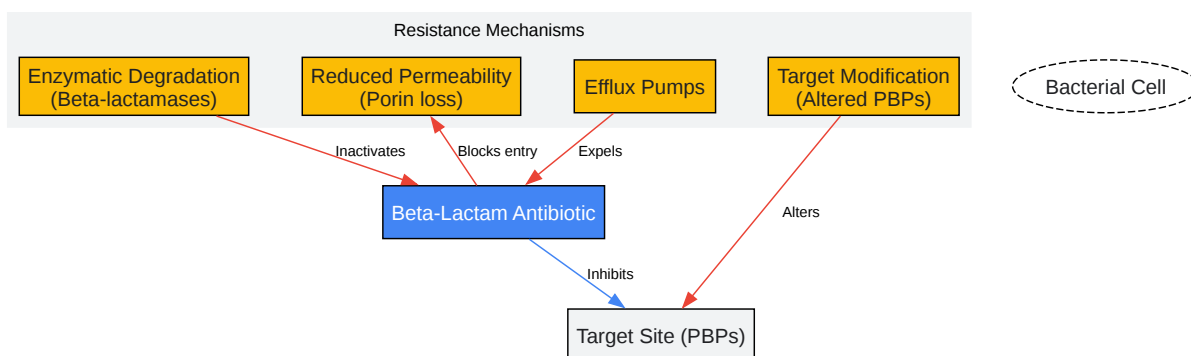 Resistance Mechanisms
Enzymatic Degradation
(Beta-lactamases)
Reduced Permeability
(Porin loss)
Efflux Pumps
Target Modification
(Altered PBPs)
Bacterial Cell
Inactivates
Blocks entry
Expels
Beta-Lactam Antibiotic
Alters
Inhibits
Target Site (PBPs)